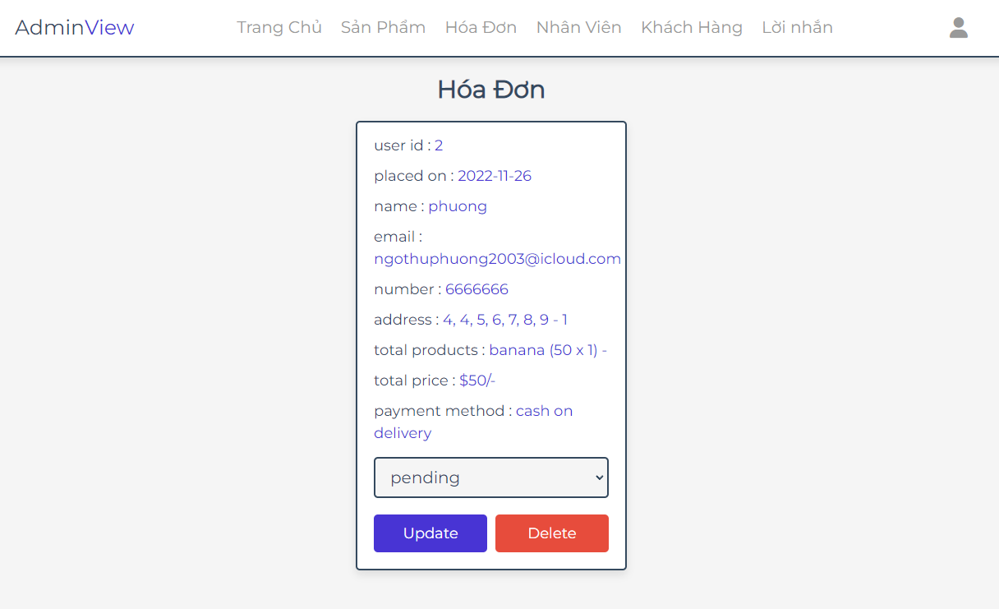 AdminView
Trang Chủ Sản Phẩm Hóa Đơn Nhân Viên Khách Hàng Lời nhắn
Hóa Đơn
user id : 2
placed on : 2022-11-26
name : phuong
email :
ngothuphuong2003@icloud.com
number : 6666666
address : 4, 4, 5, 6, 7, 8, 9 - 1
total products : banana (50 x 1) -
total price : $50/-
payment method : cash on
delivery
pending
Update Delete